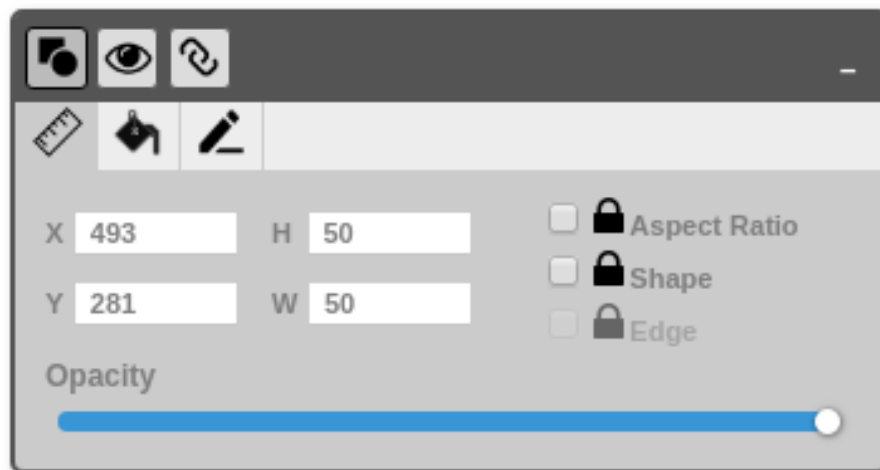 X 493 H 50 Aspect Ratio
Shape
Y 281 W 50
Edge
Opacity